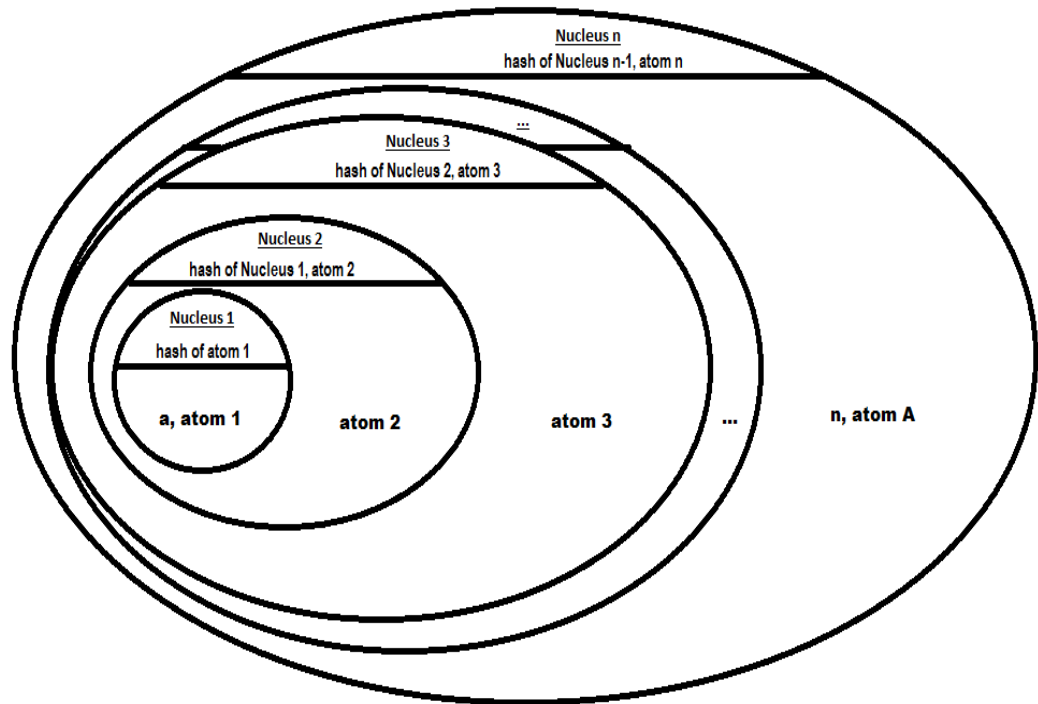 Nucleus n
hash of Nucleus n-1, atom n
...
Nucleus 3
hash of Nucleus 2, atom 3
Nucleus 2
hash of Nucleus 1, atom 2
Nucleus 1
hash of atom 1
a, atom 1
atom 2
atom 3
...
n, atom A